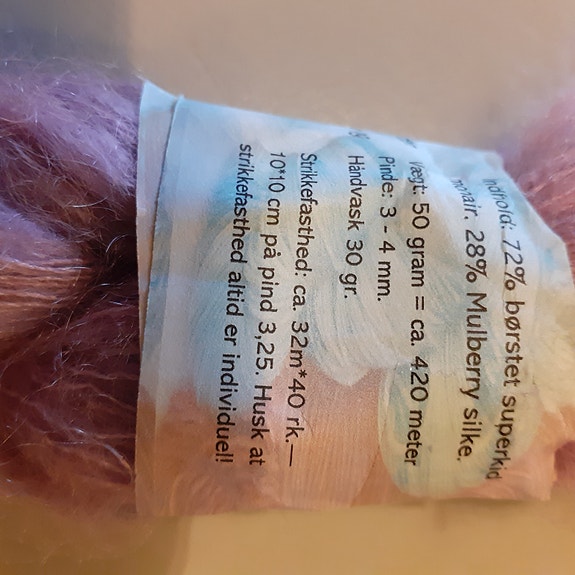 Indhold: 72% børstet superkid
mohair. 28% Mulberry silke.
Vægt: 50 gram = ca. 420 meter
Pinde: 3 - 4 mm.
Håndvask 30 gr.
Strikkefasthed: ca. 32m*40 rk.—
10*10 cm på pind 3,25. Husk at
strikkefasthed altid er individuel!